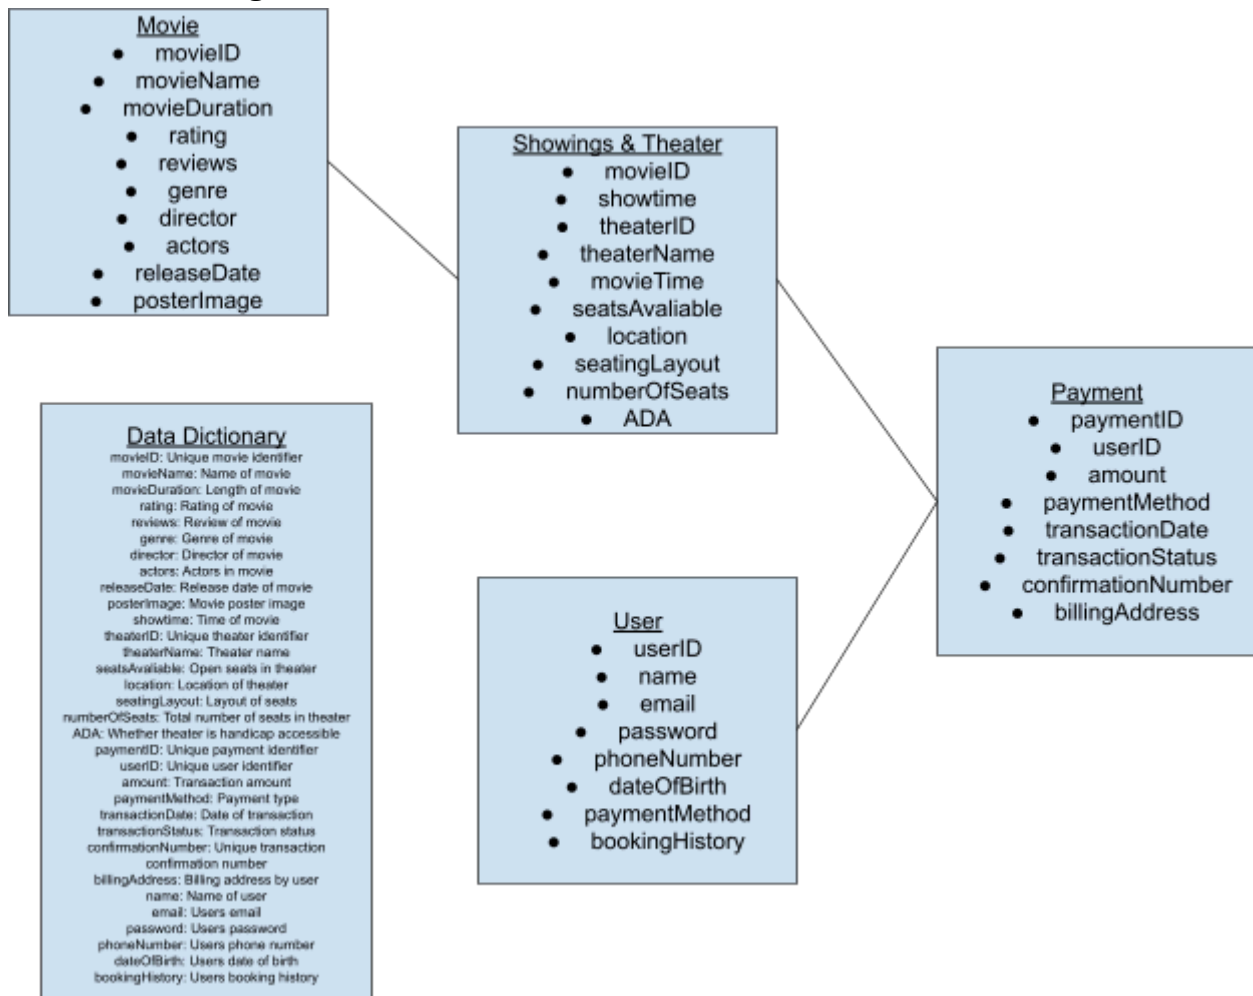 Movie
● movieID
● movieName
● movieDuration
● rating
● reviews
● genre
● director
● actors
● releaseDate
● posterImage
Showings & Theater
● movieID
● showtime
● theaterID
● theaterName
● movieTime
● seatsAvaliable
● location
● seatingLayout
● numberOfSeats
● ADA
Payment
● paymentID
● userID
● amount
● paymentMethod
● transactionDate
● transactionStatus
● confirmationNumber
● billingAddress
User
● userID
● name
● email
● password
● phoneNumber
● dateOfBirth
● paymentMethod
● bookingHistory
Data Dictionary
movieID: Unique movie identifier
movieName: Name of movie
movieDuration: Length of movie
rating: Rating of movie
reviews: Review of movie
genre: Genre of movie
director: Director of movie
actors: Actors in movie
releaseDate: Release date of movie
posterImage: Movie poster image
showtime: Time of movie
theaterID: Unique theater identifier
theaterName: Theater name
seatsAvaliable: Open seats in theater
location: Location of theater
seatingLayout: Layout of seats
numberOfSeats: Total number of seats in theater
ADA: Whether theater is handicap accessible
paymentID: Unique payment identifier
userID: Unique user identifier
amount: Transaction amount
paymentMethod: Payment type
transactionDate: Date of transaction
transactionStatus: Transaction status
confirmationNumber: Unique transaction
confirmation number
billingAddress: Billing address by user
name: Name of user
email: Users email
password: Users password
phoneNumber: Users phone number
dateOfBirth: Users date of birth
bookingHistory: Users booking history